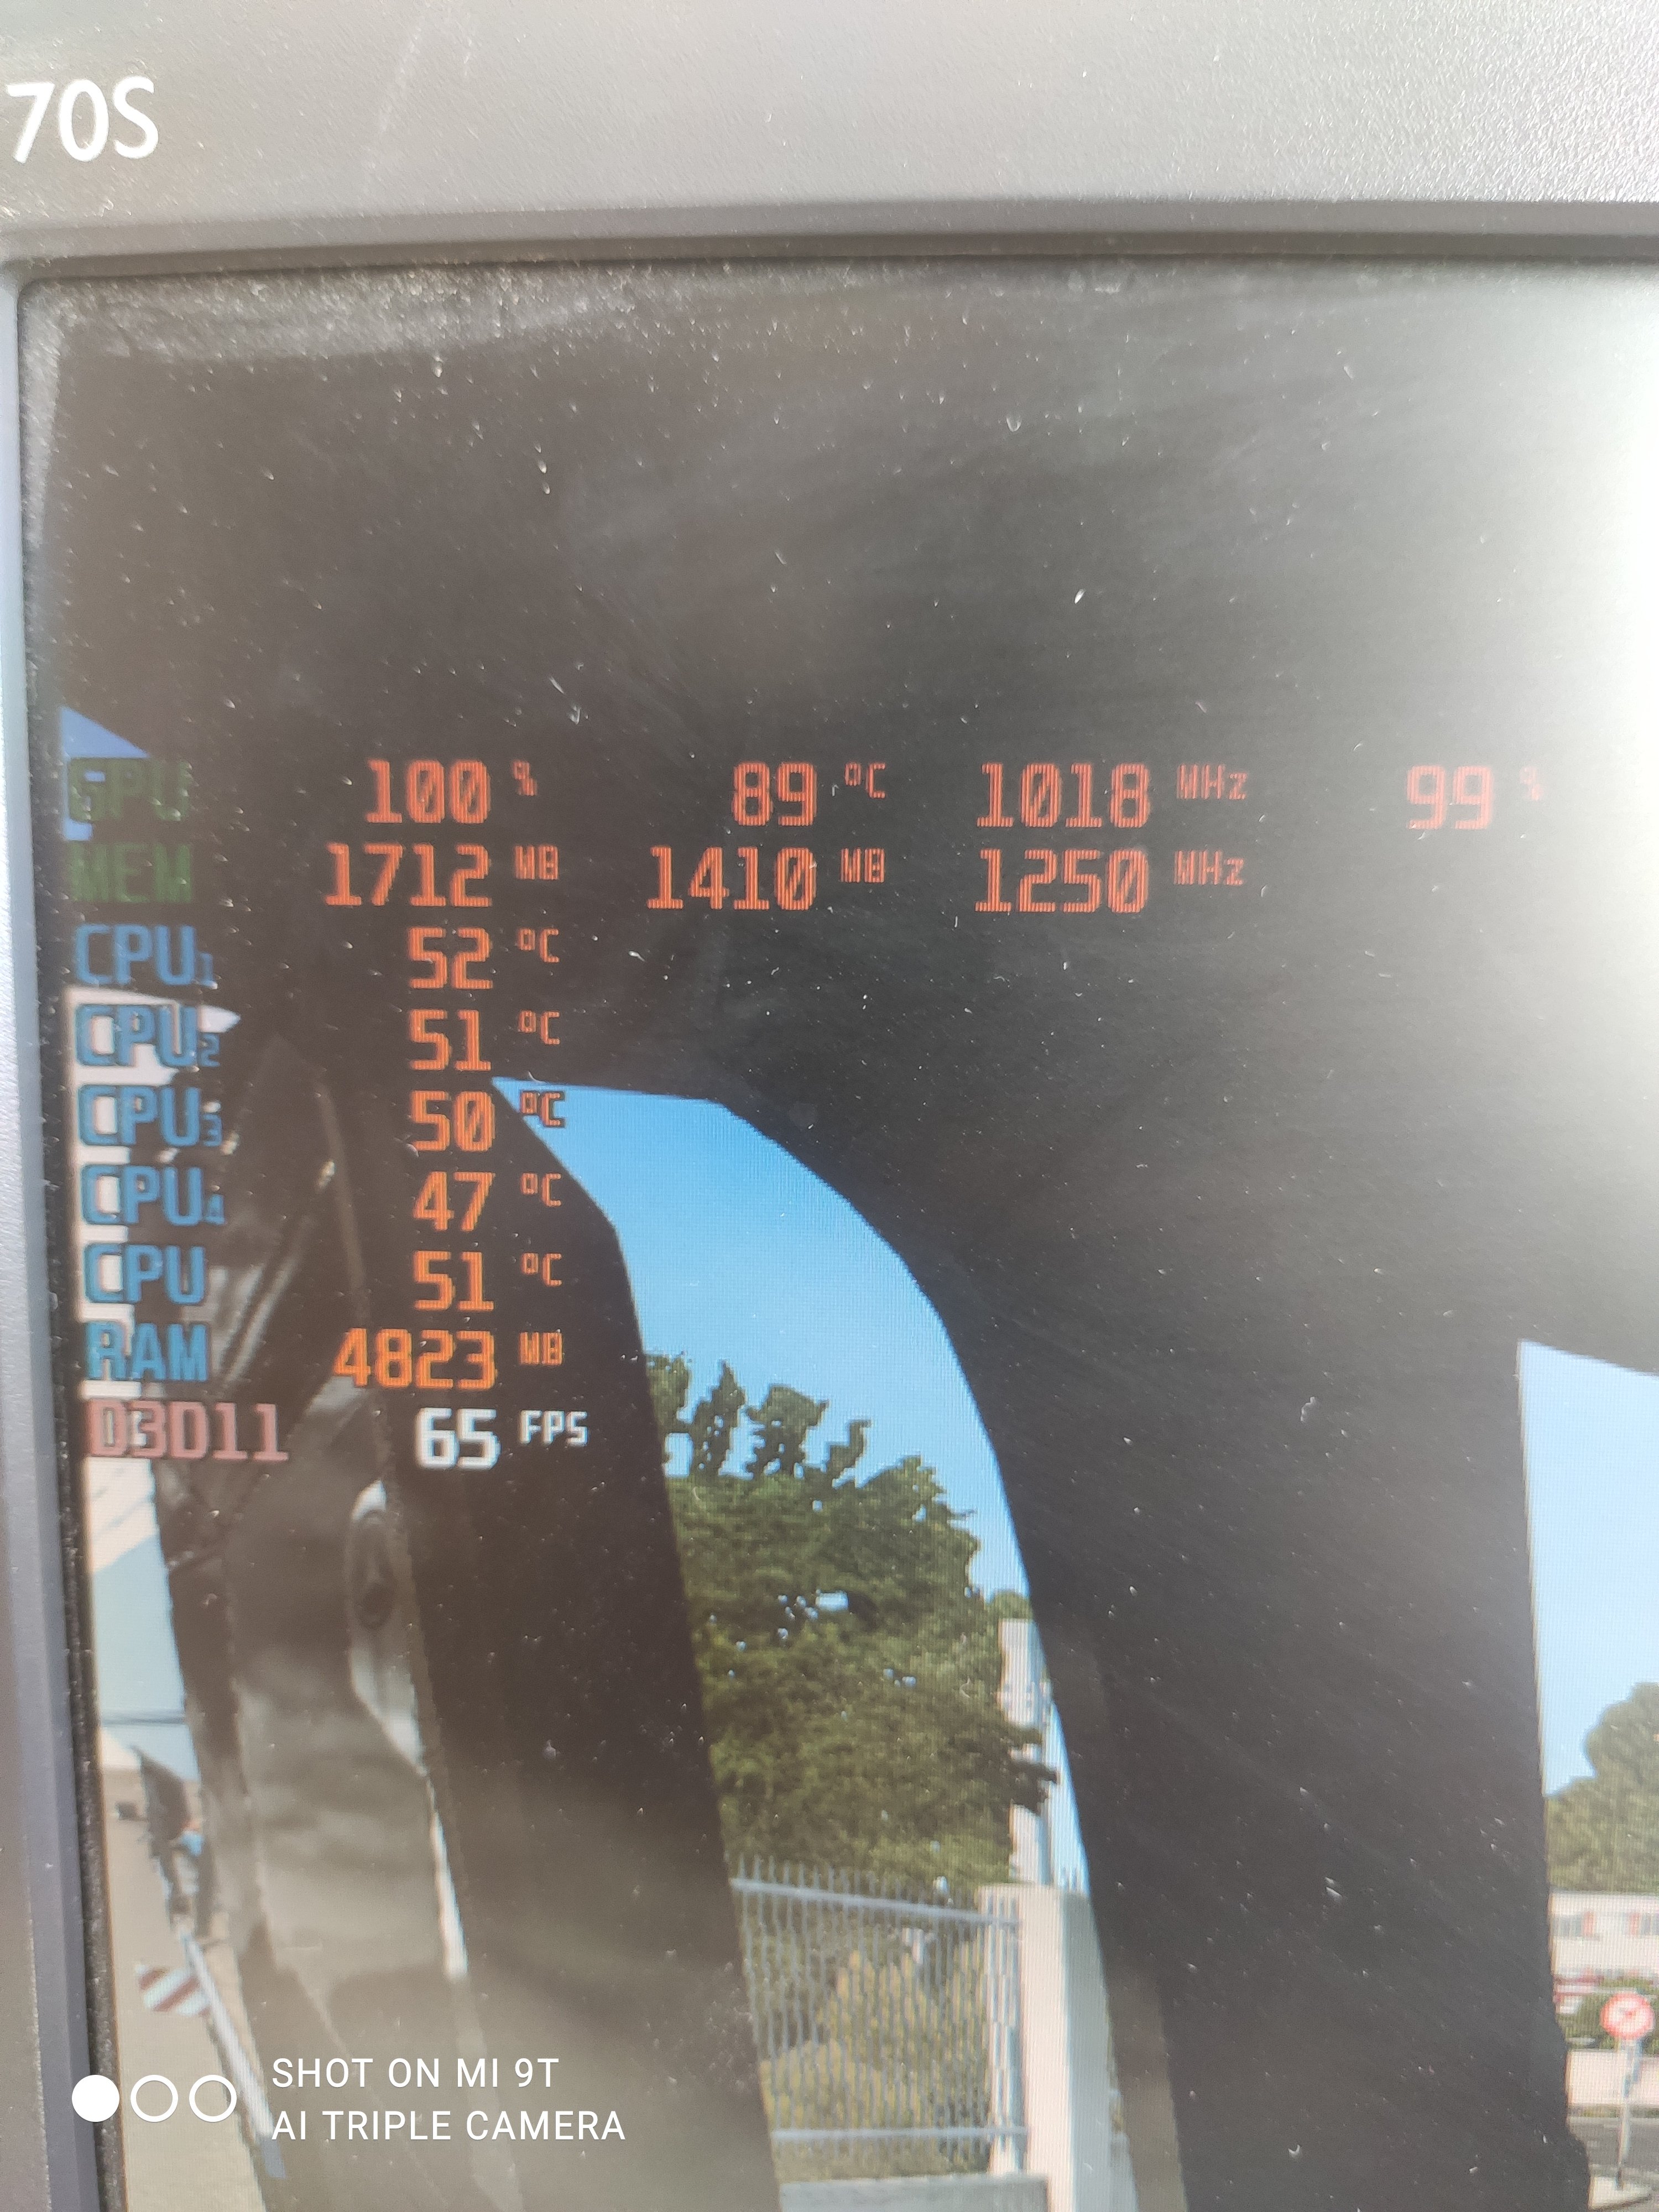 70S
GPU 100 % 89 °C 1018 MHz 99 %
MEM 1712 MB 1410 MB 1250 MHz
CPU1 52 °C
CPU2 51 °C
CPU3 50 °C
CPU4 47 °C
CPU 51 °C
RAM 4823 MB
D3D11 65 FPS
SHOT ON MI 9T
AI TRIPLE CAMERA